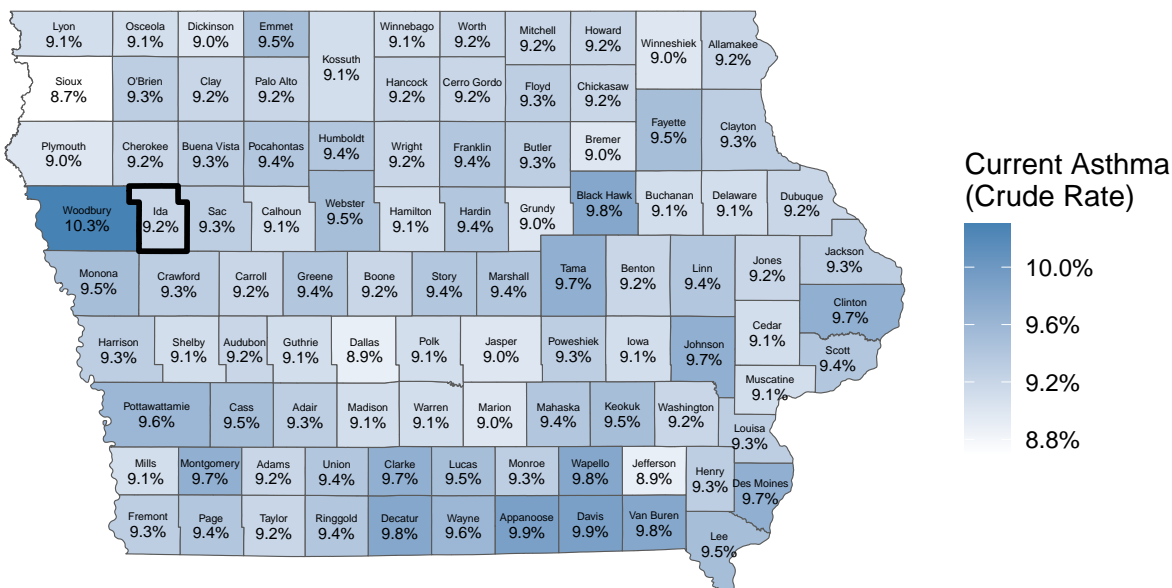 Lyon
9.1%
Osceola
9.1%
Dickinson
9.0%
Emmet
9.5%
Kossuth
9.1%
Winnebago
9.1%
Worth
9.2%
Mitchell
9.2%
Howard
9.2%
Winneshiek
9.0%
Allamakee
9.2%
Sioux
8.7%
O'Brien
9.3%
Clay
9.2%
Palo Alto
9.2%
Hancock
9.2%
Cerro Gordo
9.2%
Floyd
9.3%
Chickasaw
9.2%
Fayette
9.5%
Clayton
9.3%
Plymouth
9.0%
Cherokee
9.2%
Buena Vista
9.3%
Pocahontas
9.4%
Humboldt
9.4%
Wright
9.2%
Franklin
9.4%
Butler
9.3%
Bremer
9.0%
Woodbury
10.3%
Ida
9.2%
Sac
9.3%
Calhoun
9.1%
Webster
9.5%
Hamilton
9.1%
Hardin
9.4%
Grundy
9.0%
Black Hawk
9.8%
Buchanan
9.1%
Delaware
9.1%
Dubuque
9.2%
Monona
9.5%
Crawford
9.3%
Carroll
9.2%
Greene
9.4%
Boone
9.2%
Story
9.4%
Marshall
9.4%
Tama
9.7%
Benton
9.2%
Linn
9.4%
Jones
9.2%
Jackson
9.3%
Clinton
9.7%
Harrison
9.3%
Shelby
9.1%
Audubon
9.2%
Guthrie
9.1%
Dallas
8.9%
Polk
9.1%
Jasper
9.0%
Poweshiek
9.3%
Iowa
9.1%
Johnson
9.7%
Cedar
9.1%
Scott
9.4%
Muscatine
9.1%
Pottawattamie
9.6%
Cass
9.5%
Adair
9.3%
Madison
9.1%
Warren
9.1%
Marion
9.0%
Mahaska
9.4%
Keokuk
9.5%
Washington
9.2%
Louisa
9.3%
Mills
9.1%
Montgomery
9.7%
Adams
9.2%
Union
9.4%
Clarke
9.7%
Lucas
9.5%
Monroe
9.3%
Wapello
9.8%
Jefferson
8.9%
Henry
9.3%
Des Moines
9.7%
Fremont
9.3%
Page
9.4%
Taylor
9.2%
Ringgold
9.4%
Decatur
9.8%
Wayne
9.6%
Appanoose
9.9%
Davis
9.9%
Van Buren
9.8%
Lee
9.5%
Current Asthma
(Crude Rate)
10.0%
9.6%
9.2%
8.8%